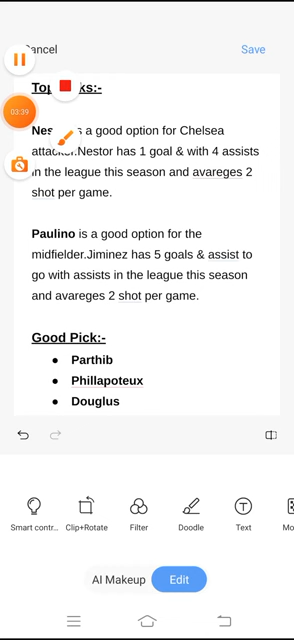 ancel
Save
03:39
Top ks:-
Nes s a good option for Chelsea
attacker.Nestor has 1 goal & with 4 assists
in the league this season and avareges 2
shot per game.
Paulino is a good option for the
midfielder.Jiminez has 5 goals & assist to
go with assists in the league this season
and avareges 2 shot per game.
Good Pick:-
● Parthib
● Phillapoteux
● Douglus
Smart contr...
Clip+Rotate
Filter
Doodle
Text
Mo
AI Makeup
Edit